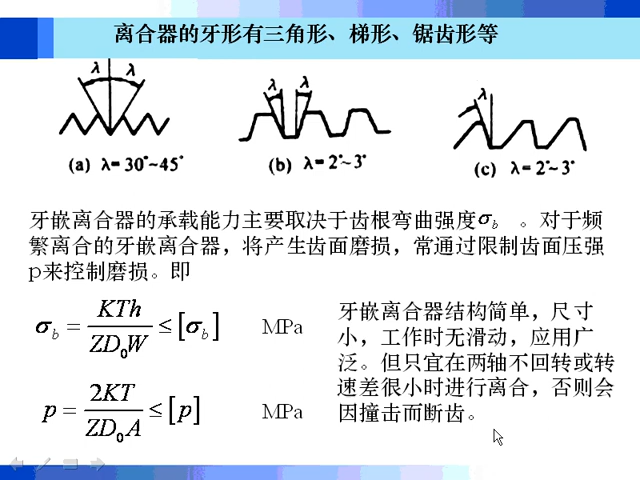 离合器的牙形有三角形、梯形、锯齿形等
λ λ
λ λ
λ
(a) λ=30°~45°
(b) λ=2°~3°
(c) λ=2°~3°
牙嵌离合器的承载能力主要取决于齿根弯曲强度σ_b 。对于频
繁离合的牙嵌离合器，将产生齿面磨损，常通过限制齿面压强
p来控制磨损。即
σ_b = KTh / ZD_0W ≤ [σ_b] MPa
p = 2KT / ZD_0A ≤ [p] MPa
牙嵌离合器结构简单，尺寸
小，工作时无滑动，应用广
泛。但只宜在两轴不回转或转
速差很小时进行离合，否则会
因撞击而断齿。